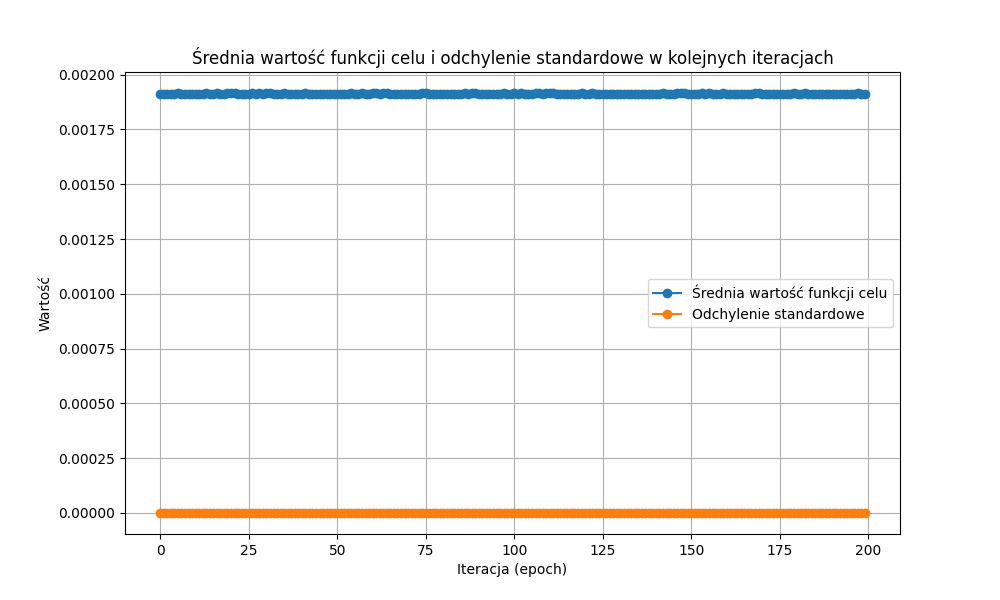 Średnia wartość funkcji celu i odchylenie standardowe w kolejnych iteracjach
0.00200
0.00175
0.00150
0.00125
0.00100
0.00075
0.00050
0.00025
0.00000
Wartość
Średnia wartość funkcji celu
Odchylenie standardowe
0 25 50 75 100 125 150 175 200
Iteracja (epoch)